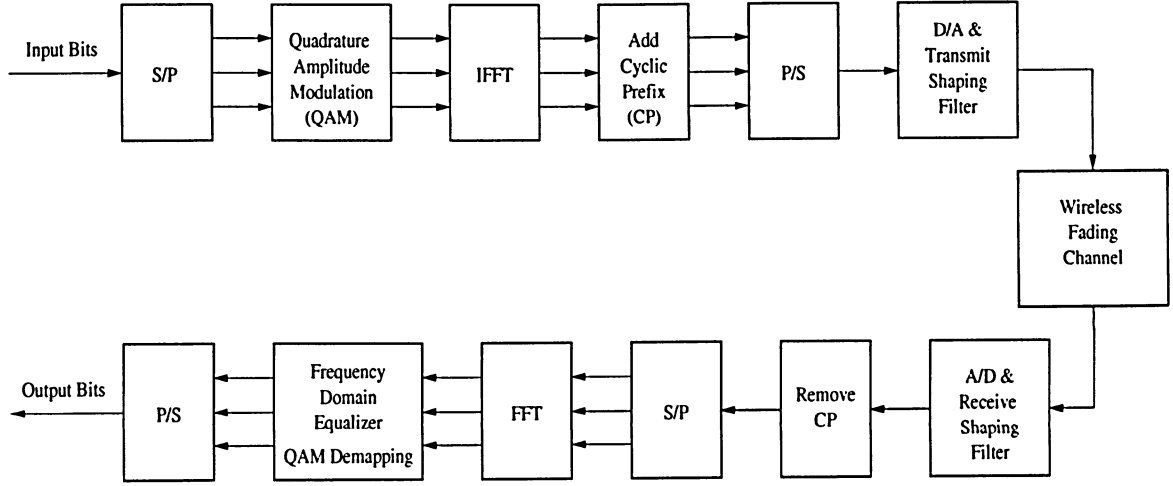 Input Bits
S/P
Quadrature
Amplitude
Modulation
(QAM)
IFFT
Add
Cyclic
Prefix
(CP)
P/S
D/A &
Transmit
Shaping
Filter
Wireless
Fading
Channel
Output Bits
P/S
Frequency
Domain
Equalizer
QAM Demapping
FFT
S/P
Remove
CP
A/D &
Receive
Shaping
Filter